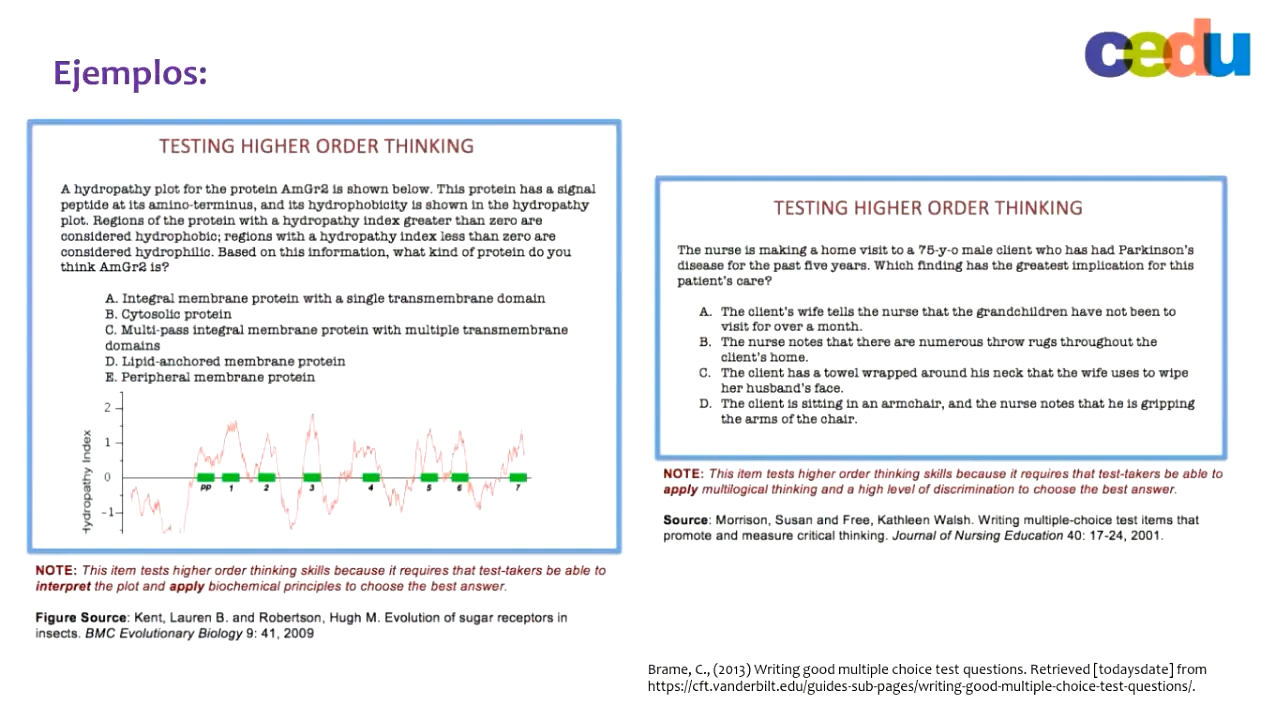 Ejemplos:
cedu
TESTING HIGHER ORDER THINKING
A hydropathy plot for the protein AmGr2 is shown below. This protein has a signal
peptide at its amino-terminus, and its hydrophobicity is shown in the hydropathy
plot. Regions of the protein with a hydropathy index greater than zero are
considered hydrophobic; regions with a hydropathy index less than zero are
considered hydrophilic. Based on this information, what kind of protein do you
think AmGr2 is?
A. Integral membrane protein with a single transmembrane domain
B. Cytosolic protein
C. Multi-pass integral membrane protein with multiple transmembrane
domains
D. Lipid-anchored membrane protein
E. Peripheral membrane protein
Hydropathy Index
2
1
0
-1
PP 1 2 3 4 5 6 7
NOTE: This item tests higher order thinking skills because it requires that test-takers be able to
interpret the plot and apply biochemical principles to choose the best answer.
Figure Source: Kent, Lauren B. and Robertson, Hugh M. Evolution of sugar receptors in
insects. BMC Evolutionary Biology 9: 41, 2009
TESTING HIGHER ORDER THINKING
The nurse is making a home visit to a 75-y-o male client who has had Parkinson's
disease for the past five years. Which finding has the greatest implication for this
patient's care?
A. The client's wife tells the nurse that the grandchildren have not been to
visit for over a month.
B. The nurse notes that there are numerous throw rugs throughout the
client's home.
C. The client has a towel wrapped around his neck that the wife uses to wipe
her husband's face.
D. The client is sitting in an armchair, and the nurse notes that he is gripping
the arms of the chair.
NOTE: This item tests higher order thinking skills because it requires that test-takers be able to
apply multilogical thinking and a high level of discrimination to choose the best answer.
Source: Morrison, Susan and Free, Kathleen Walsh. Writing multiple-choice test items that
promote and measure critical thinking. Journal of Nursing Education 40: 17-24, 2001.
Brame, C., (2013) Writing good multiple choice test questions. Retrieved [todaysdate] from
https://cft.vanderbilt.edu/guides-sub-pages/writing-good-multiple-choice-test-questions/.